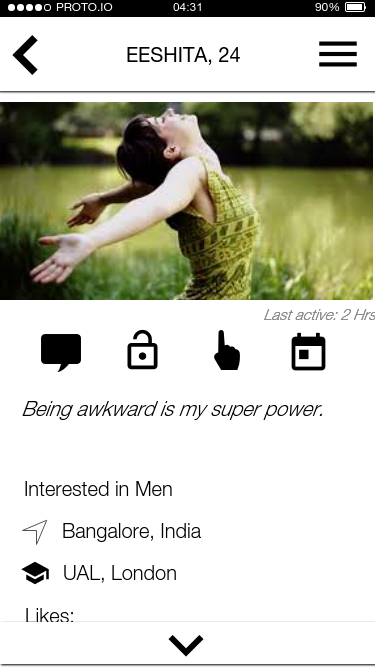 PROTO.IO 04:31 90%
EESHITA, 24
Last active: 2 Hrs
Being awkward is my super power.
Interested in Men
Bangalore, India
UAL, London
Likes: